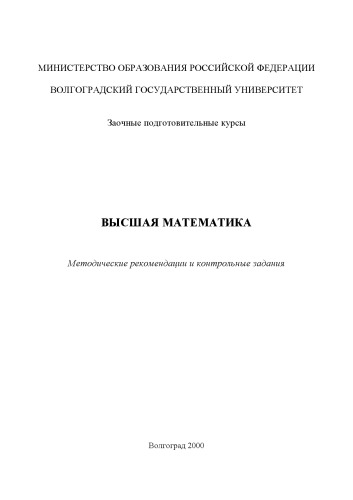 МИНИСТЕРСТВО ОБРАЗОВАНИЯ РОССИЙСКОЙ ФЕДЕРАЦИИ
ВОЛГОГРАДСКИЙ ГОСУДАРСТВЕННЫЙ УНИВЕРСИТЕТ
Заочные подготовительные курсы
ВЫСШАЯ МАТЕМАТИКА
Методические рекомендации и контрольные задания
Волгоград 2000